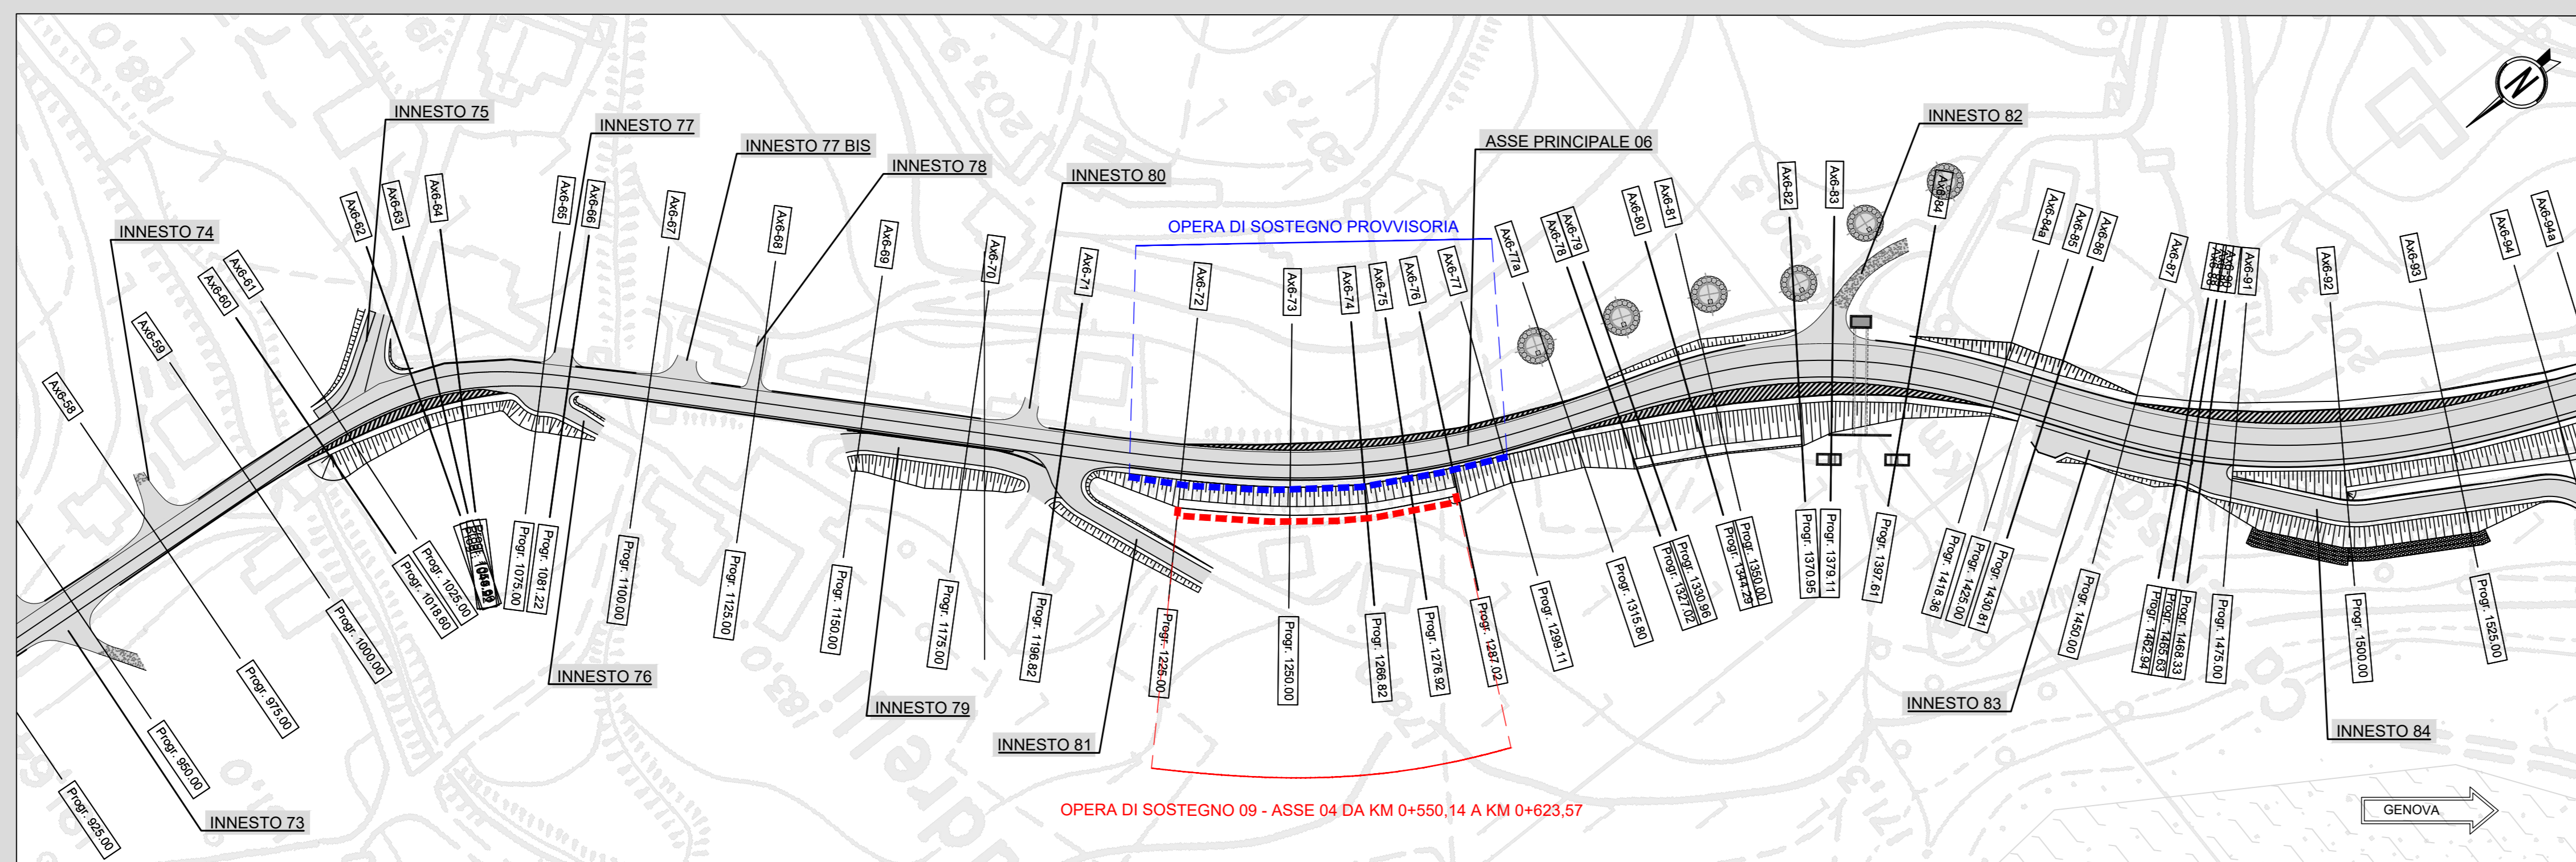 INNESTO 75
INNESTO 77
INNESTO 77 BIS
INNESTO 78
INNESTO 80
ASSE PRINCIPALE 06
INNESTO 82
INNESTO 74
OPERA DI SOSTEGNO PROVVISORIA
N
Ax6-58
Ax6-59
Ax6-60
Ax6-61
Ax6-62
Ax6-63
Ax6-64
Ax6-65
Ax6-66
Ax6-67
Ax6-68
Ax6-69
Ax6-70
Ax6-71
Ax6-72
Ax6-73
Ax6-74
Ax6-75
Ax6-76
Ax6-77
Ax6-77a
Ax6-78
Ax6-79
Ax6-80
Ax6-81
Ax6-82
Ax6-83
Ax6-84
Ax6-84a
Ax6-85
Ax6-86
Ax6-87
Ax6-91
Ax6-92
Ax6-93
Ax6-94
Ax6-94a
Progr. 925.00
Progr. 950.00
Progr. 975.00
Progr. 1000.00
Progr. 1018.60
Progr. 1025.00
Progr. 1075.00
Progr. 1081.22
Progr. 1100.00
Progr. 1125.00
Progr. 1150.00
Progr. 1175.00
Progr. 1196.82
Progr. 1225.00
Progr. 1250.00
Progr. 1266.82
Progr. 1276.92
Progr. 1287.02
Progr. 1299.11
Progr. 1315.80
Progr. 1327.02
Progr. 1330.96
Progr. 1344.29
Progr. 1350.00
Progr. 1370.95
Progr. 1379.11
Progr. 1397.61
Progr. 1418.36
Progr. 1425.00
Progr. 1430.81
Progr. 1450.00
Progr. 1462.94
Progr. 1465.63
Progr. 1468.33
Progr. 1475.00
Progr. 1500.00
Progr. 1525.00
INNESTO 76
INNESTO 79
INNESTO 83
INNESTO 81
INNESTO 84
INNESTO 73
OPERA DI SOSTEGNO 09 - ASSE 04 DA KM 0+550,14 A KM 0+623,57
GENOVA
188,0
203,9
207,5
183,0